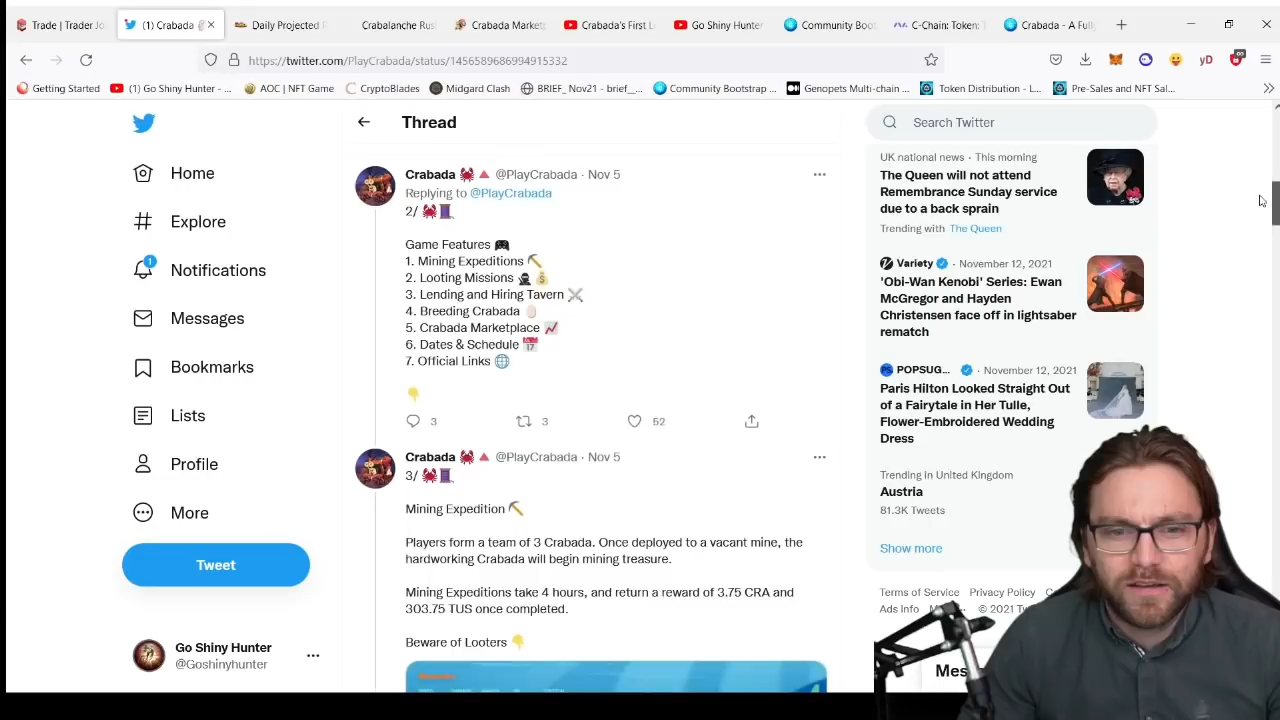 Trade | Trader Jo
(1) Crabada
Daily Projected
Crabalanche Rus
Crabada Market
Crabada's First L
Go Shiny Hunter
Community Boot
C-Chain: Token:
Crabada - A Fully
https://twitter.com/PlayCrabada/status/1456589686994915332
Getting Started
(1) Go Shiny Hunter - ...
AOC | NFT Game
CryptoBlades
Midgard Clash
BRIEF_ Nov21 - brief_...
Community Bootstrap ...
Genopets Multi-chain ...
Token Distribution - L...
Pre-Sales and NFT Sal...
Home
Explore
1
Notifications
Messages
Bookmarks
Lists
Profile
More
Tweet
Go Shiny Hunter
@Goshinyhunter
Thread
Crabada 🦀🔺 @PlayCrabada · Nov 5
Replying to @PlayCrabada
2/ 🦀🧵
Game Features 🎮
1. Mining Expeditions ⛏️
2. Looting Missions 🥷💰
3. Lending and Hiring Tavern ⚔️
4. Breeding Crabada 🥚
5. Crabada Marketplace 📈
6. Dates & Schedule 📅
7. Official Links 🌐
👇
3 3 52
Crabada 🦀🔺 @PlayCrabada · Nov 5
3/ 🦀🧵
Mining Expedition ⛏️
Players form a team of 3 Crabada. Once deployed to a vacant mine, the
hardworking Crabada will begin mining treasure.
Mining Expeditions take 4 hours, and return a reward of 3.75 CRA and
303.75 TUS once completed.
Beware of Looters 👇
Search Twitter
UK national news · This morning
The Queen will not attend
Remembrance Sunday service
due to a back sprain
Trending with The Queen
Variety · November 12, 2021
'Obi-Wan Kenobi' Series: Ewan
McGregor and Hayden
Christensen face off in lightsaber
rematch
POPSUG... · November 12, 2021
Paris Hilton Looked Straight Out
of a Fairytale in Her Tulle,
Flower-Embroidered Wedding
Dress
Trending in United Kingdom
Austria
81.3K Tweets
Show more
Terms of Service Privacy Policy
Ads Info © 2021 Tw
Mes